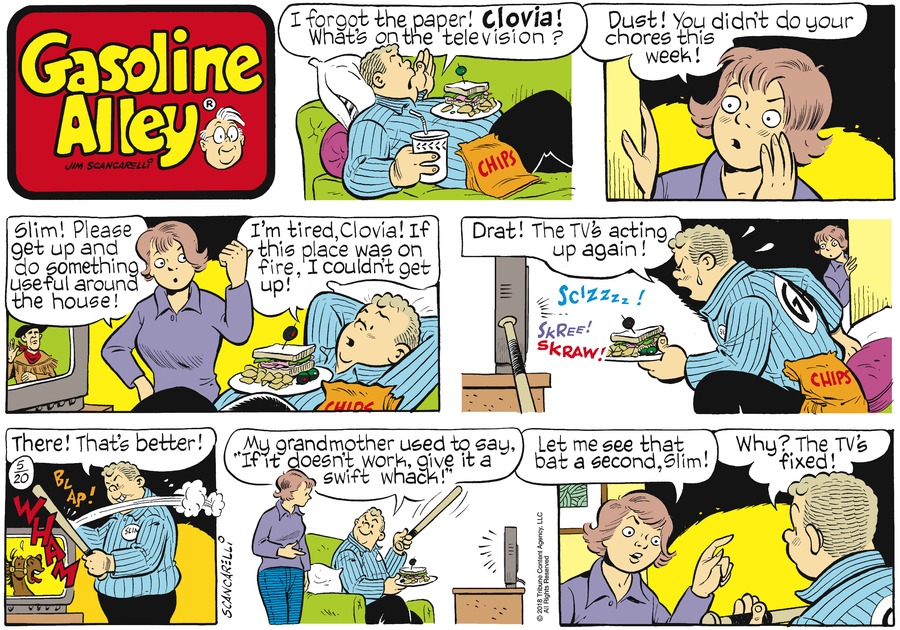 Gasoline
Alley®
JIM SCANCARELLI
I forgot the paper! Clovia!
What's on the television?
CHIPS
Dust! You didn't do your
chores this
week!
Slim! Please
get up and
do something
useful around
the house!
I'm tired, Clovia! If
this place was on
fire, I couldn't get
up!
CHIPS
Drat! The TV's acting
up again!
SCIZZZZ!
SKREE!
SKRAW!
CHIPS
There! That's better!
5
20
BLAP!
WHAM
SLIM
SCANCARELLI
My grandmother used to say,
"If it doesn't work, give it a
swift whack!"
© 2018 Tribune Content Agency, LLC
All Rights Reserved
Let me see that
bat a second, Slim!
Why? The TV's
fixed!